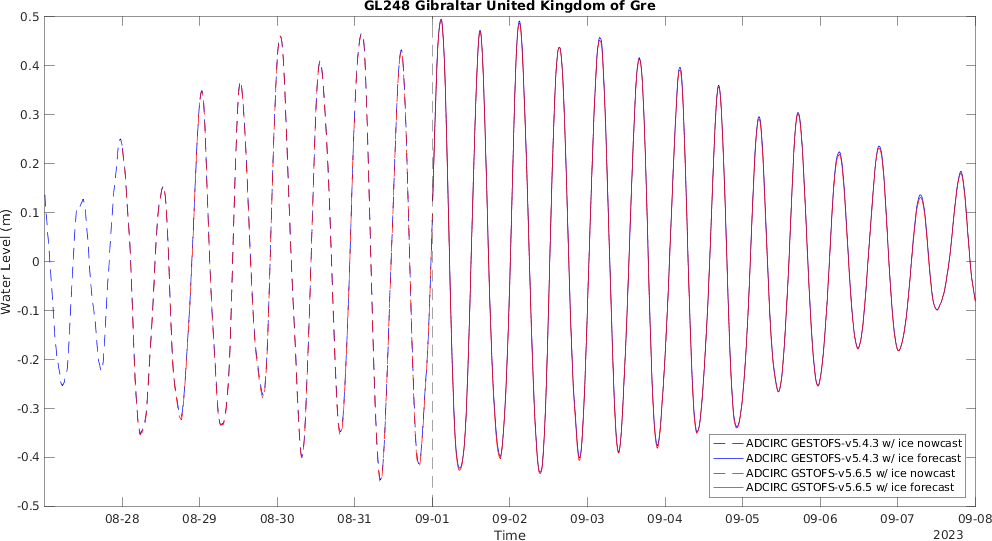 GL248 Gibraltar United Kingdom of Gre
0.5
0.4
0.3
0.2
0.1
0
-0.1
-0.2
-0.3
-0.4
-0.5
Water Level (m)
ADCIRC GESTOFS-v5.4.3 w/ ice nowcast
ADCIRC GESTOFS-v5.4.3 w/ ice forecast
ADCIRC GSTOFS-v5.6.5 w/ ice nowcast
ADCIRC GSTOFS-v5.6.5 w/ ice forecast
08-28 08-29 08-30 08-31 09-01 09-02 09-03 09-04 09-05 09-06 09-07 09-08
Time
2023